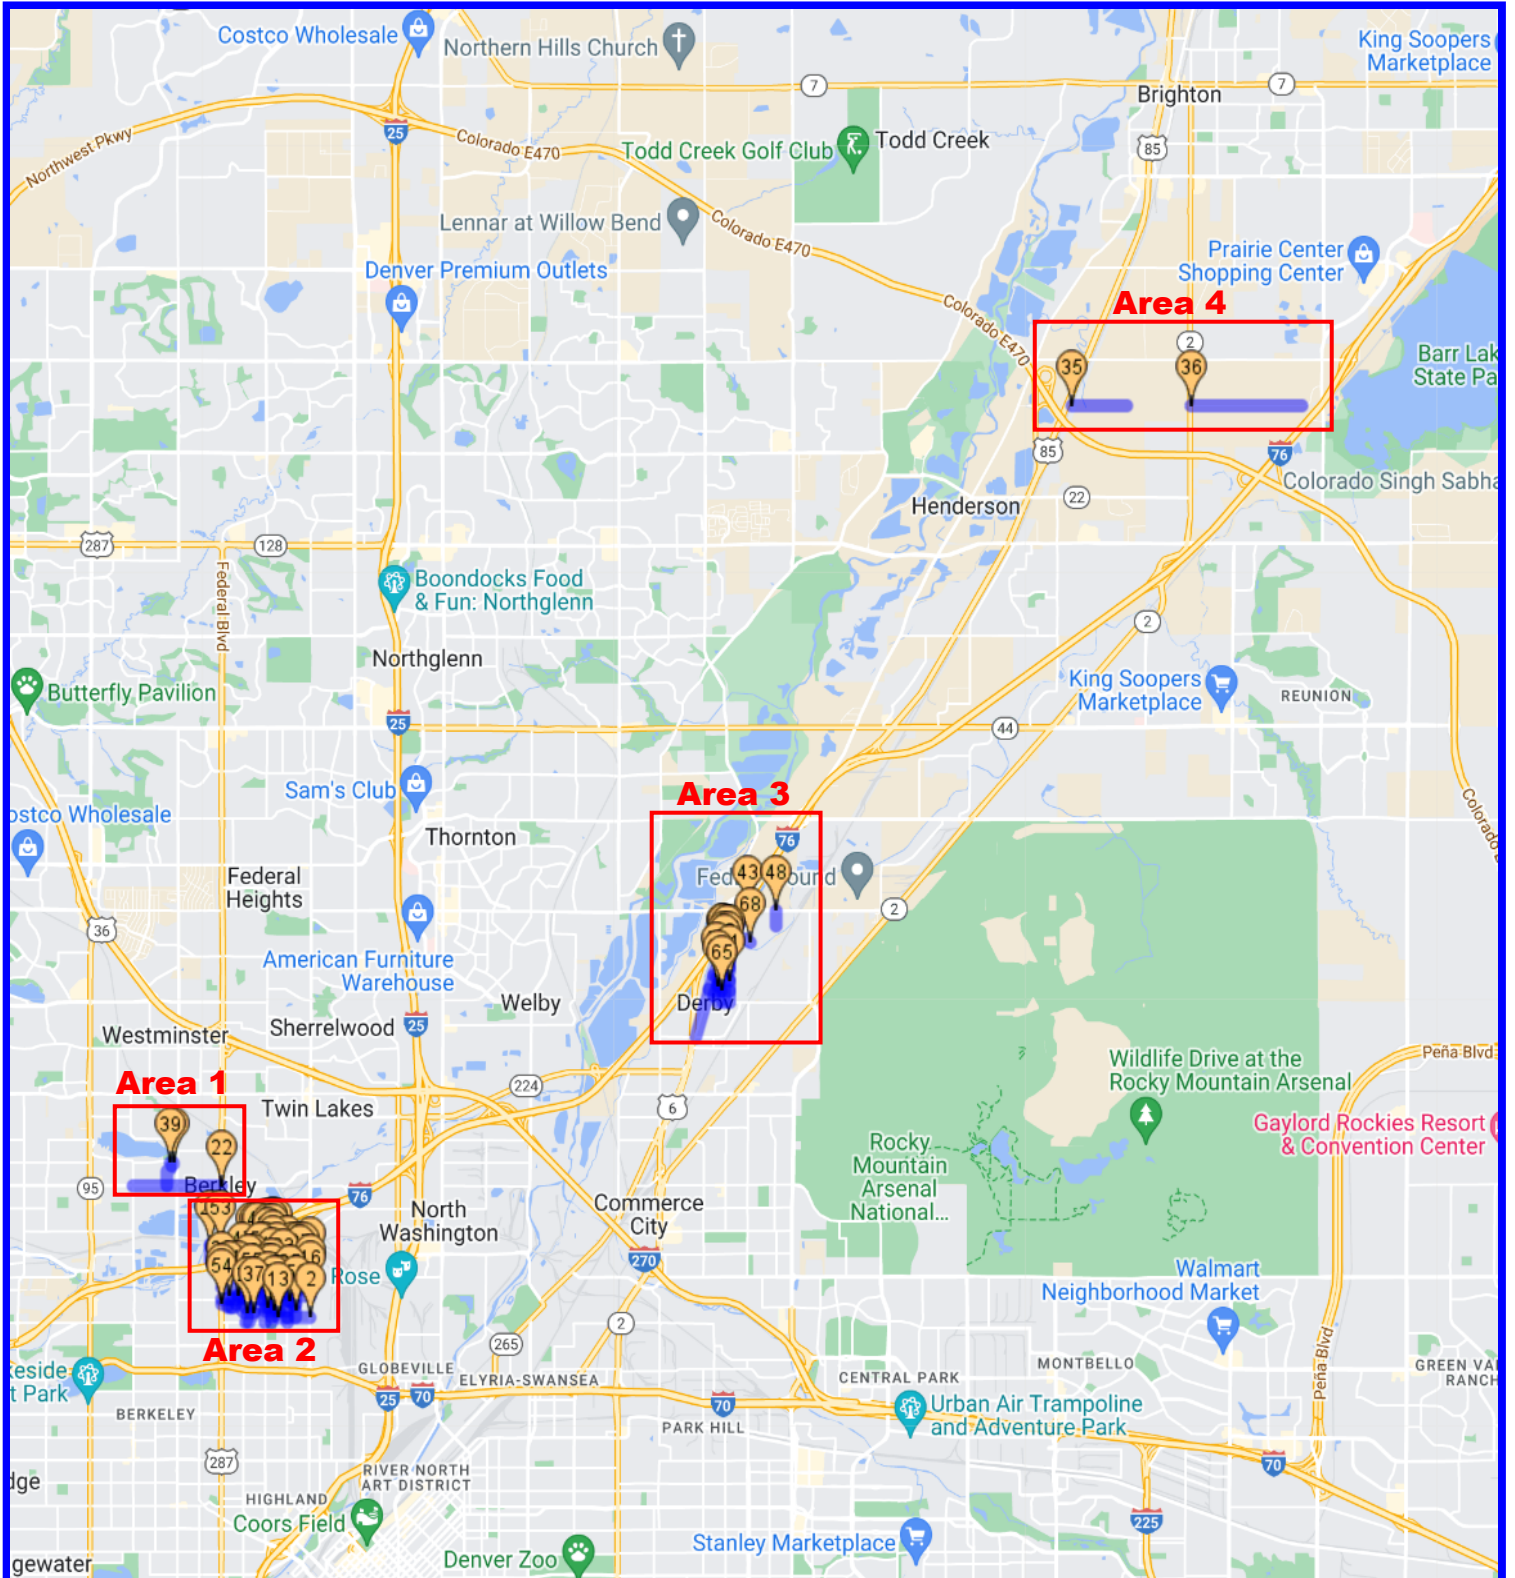 Costco Wholesale
Northern Hills Church
King Soopers
Marketplace
7
7
Brighton
25
Northwest Pkwy
Colorado E470
Todd Creek Golf Club
Todd Creek
85
Lennar at Willow Bend
Colorado E470
Prairie Center
Shopping Center
Denver Premium Outlets
Area 4
Colorado E470
2
Barr Lak
State Pa
35
36
85
76
Colorado Singh Sabha
22
Henderson
287
128
Federal Blvd
Boondocks Food
& Fun: Northglenn
2
Northglenn
Butterfly Pavilion
King Soopers
Marketplace
REUNION
25
44
Sam's Club
Area 3
ostco Wholesale
Colorado E
Thornton
76
Federal
Heights
43
48
Fed
ound
68
2
36
65
American Furniture
Warehouse
Welby
Derby
Sherrelwood
25
Westminster
Peña Blvd
Wildlife Drive at the
Rocky Mountain Arsenal
Area 1
224
Twin Lakes
6
39
22
Gaylord Rockies Resort
& Convention Center
Rocky
Mountain
Arsenal
National...
95
Berkley
76
153
North
Washington
Commerce
City
16
54
137
13
2
Rose
270
Walmart
Neighborhood Market
2
Area 2
265
Peña Blvd
keside
t Park
GLOBEVILLE
ELYRIA-SWANSEA
MONTBELLO
GREEN VA
RANCH
CENTRAL PARK
25
70
70
Urban Air Trampoline
and Adventure Park
BERKELEY
PARK HILL
287
70
RIVER NORTH
ART DISTRICT
dge
HIGHLAND
Coors Field
225
Stanley Marketplace
Denver Zoo
gewater